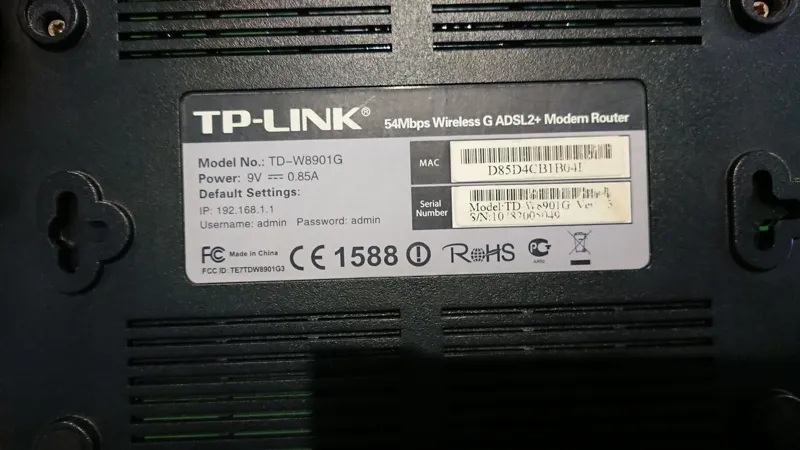 TP-LINK® 54Mbps Wireless G ADSL2+ Modem Router
Model No.: TD-W8901G
Power: 9V ⎓ 0.85A
Default Settings:
IP: 192.168.1.1
Username: admin Password: admin
MAC
Serial
Number
Model:TD-W8901G Ver
FC Made in China
FCC ID: TE7TDW8901G3
CE 1588
RoHS